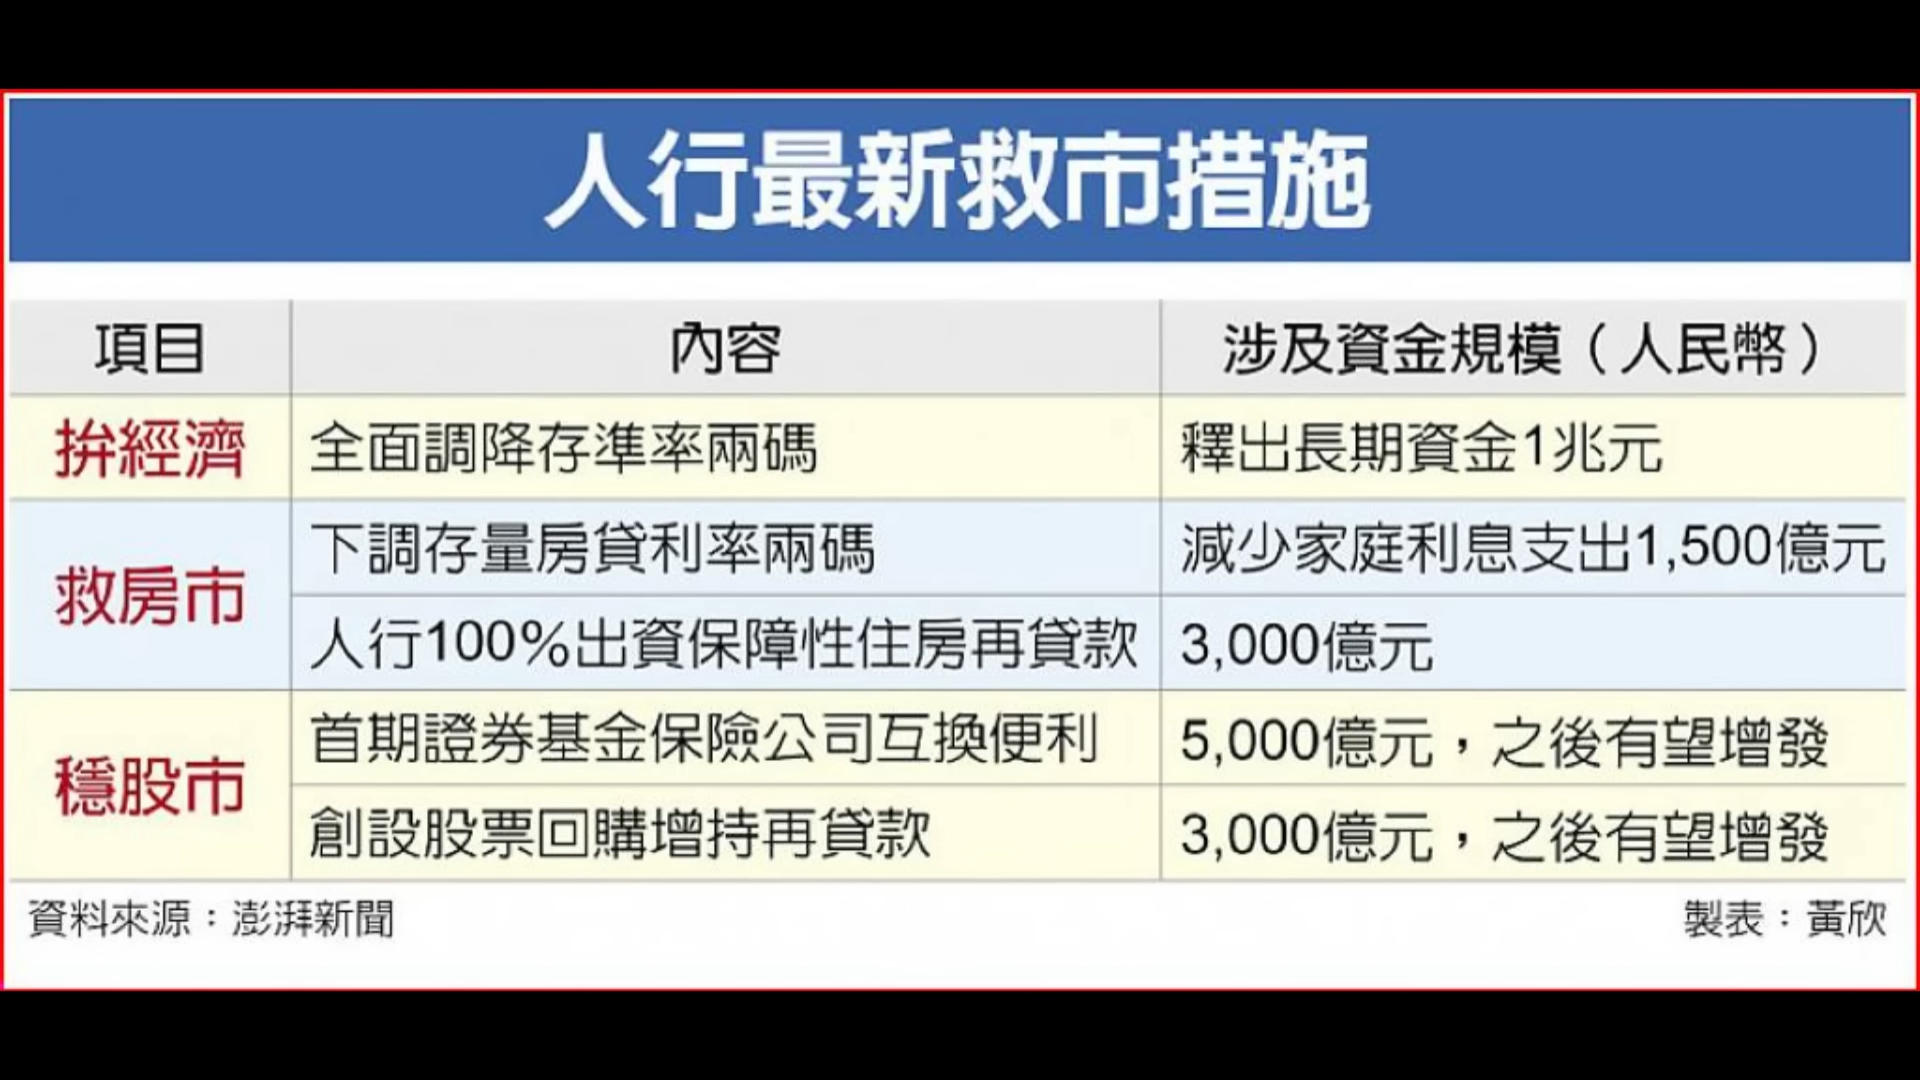 人行最新救市措施
項目 內容 涉及資金規模（人民幣）
拚經濟 全面調降存準率兩碼 釋出長期資金1兆元
救房市 下調存量房貸利率兩碼 減少家庭利息支出1,500億元
人行100%出資保障性住房再貸款 3,000億元
穩股市 首期證券基金保險公司互換便利 5,000億元，之後有望增發
創設股票回購增持再貸款 3,000億元，之後有望增發
資料來源：澎湃新聞 製表：黃欣